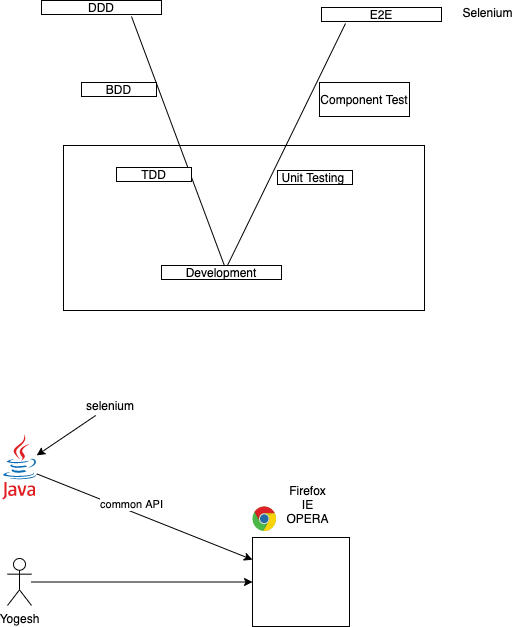 DDD
E2E
Selenium
BDD
Component Test
TDD
Unit Testing
Development
selenium
Java
common API
Firefox
IE
OPERA
Yogesh